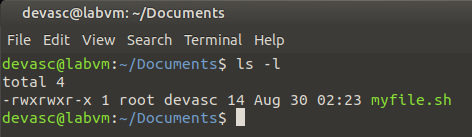 devasc@labvm: ~/Documents
File Edit View Search Terminal Help
devasc@labvm:~/Documents$ ls -l
total 4
-rwxrwxr-x 1 root devasc 14 Aug 30 02:23 myfile.sh
devasc@labvm:~/Documents$